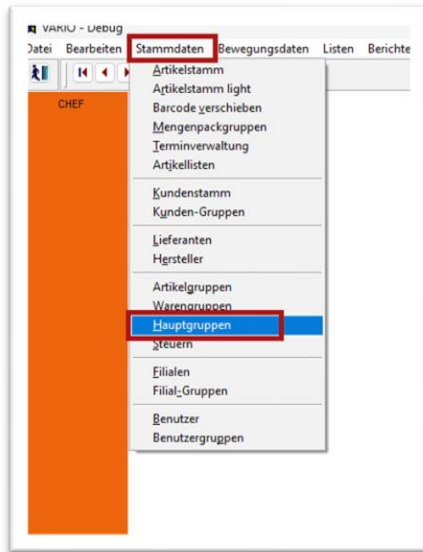 VARIO - Debug
Datei Bearbeiten Stammdaten Bewegungsdaten Listen Berichte
CHEF
Artikelstamm
Artikelstamm light
Barcode verschieben
Mengenpackgruppen
Terminverwaltung
Artikellisten
Kundenstamm
Kunden-Gruppen
Lieferanten
Hersteller
Artikelgruppen
Warengruppen
Hauptgruppen
Steuern
Filialen
Filial-Gruppen
Benutzer
Benutzergruppen